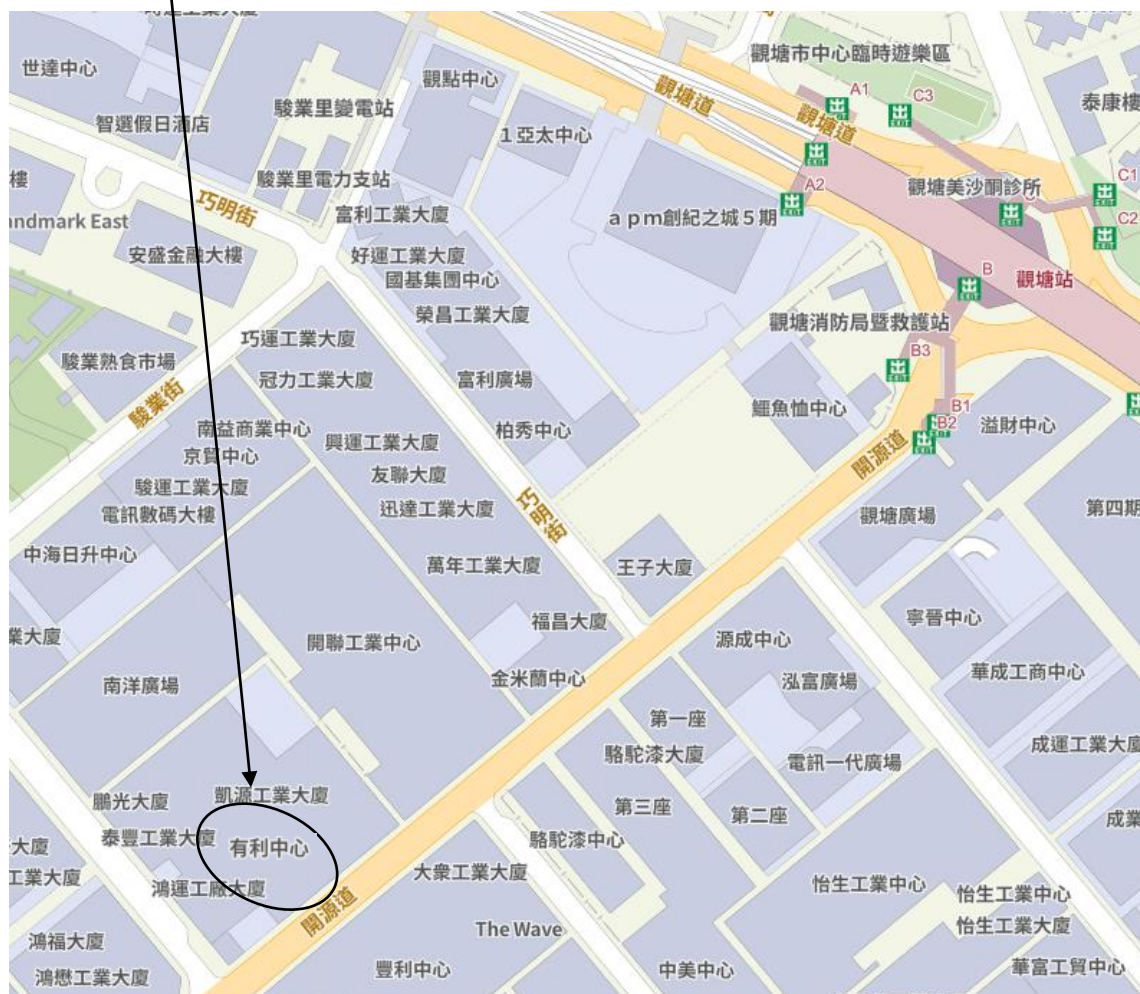 世達中心
觀點中心
觀塘道
觀塘市中心臨時遊樂區
A1
C3
觀塘道
泰康樓
駿業里變電站
智選假日酒店
1亞太中心
樓
駿業里電力支站
A2
觀塘美沙酮診所
C1
C
巧明街
富利工業大廈
apm創紀之城5期
C2
ndmark East
安盛金融大樓
好運工業大廈
國基集團中心
B
觀塘站
榮昌工業大廈
觀塘消防局暨救護站
巧運工業大廈
駿業熟食市場
B3
冠力工業大廈
富利廣場
駿業街
鱷魚恤中心
B1
B2
溢財中心
南益商業中心
興運工業大廈
柏秀中心
京貿中心
開源道
友聯大廈
駿運工業大廈
電訊數碼大樓
迅達工業大廈
巧明街
觀塘廣場
第四期
中海日升中心
萬年工業大廈
王子大廈
業大廈
福昌大廈
寧晉中心
開聯工業中心
源成中心
南洋廣場
金米蘭中心
泓富廣場
華成工商中心
第一座
駱駝漆大廈
成運工業大廈
電訊一代廣場
鵬光大廈
凱源工業大廈
第三座
第二座
成業
泰豐工業大廈
有利中心
大廈
駱駝漆中心
工業大廈
大眾工業大廈
鴻運工廠大廈
怡生工業中心
怡生工業中心
開源道
怡生工業大廈
The Wave
鴻福大廈
豐利中心
中美中心
華富工貿中心
鴻懋工業大廈